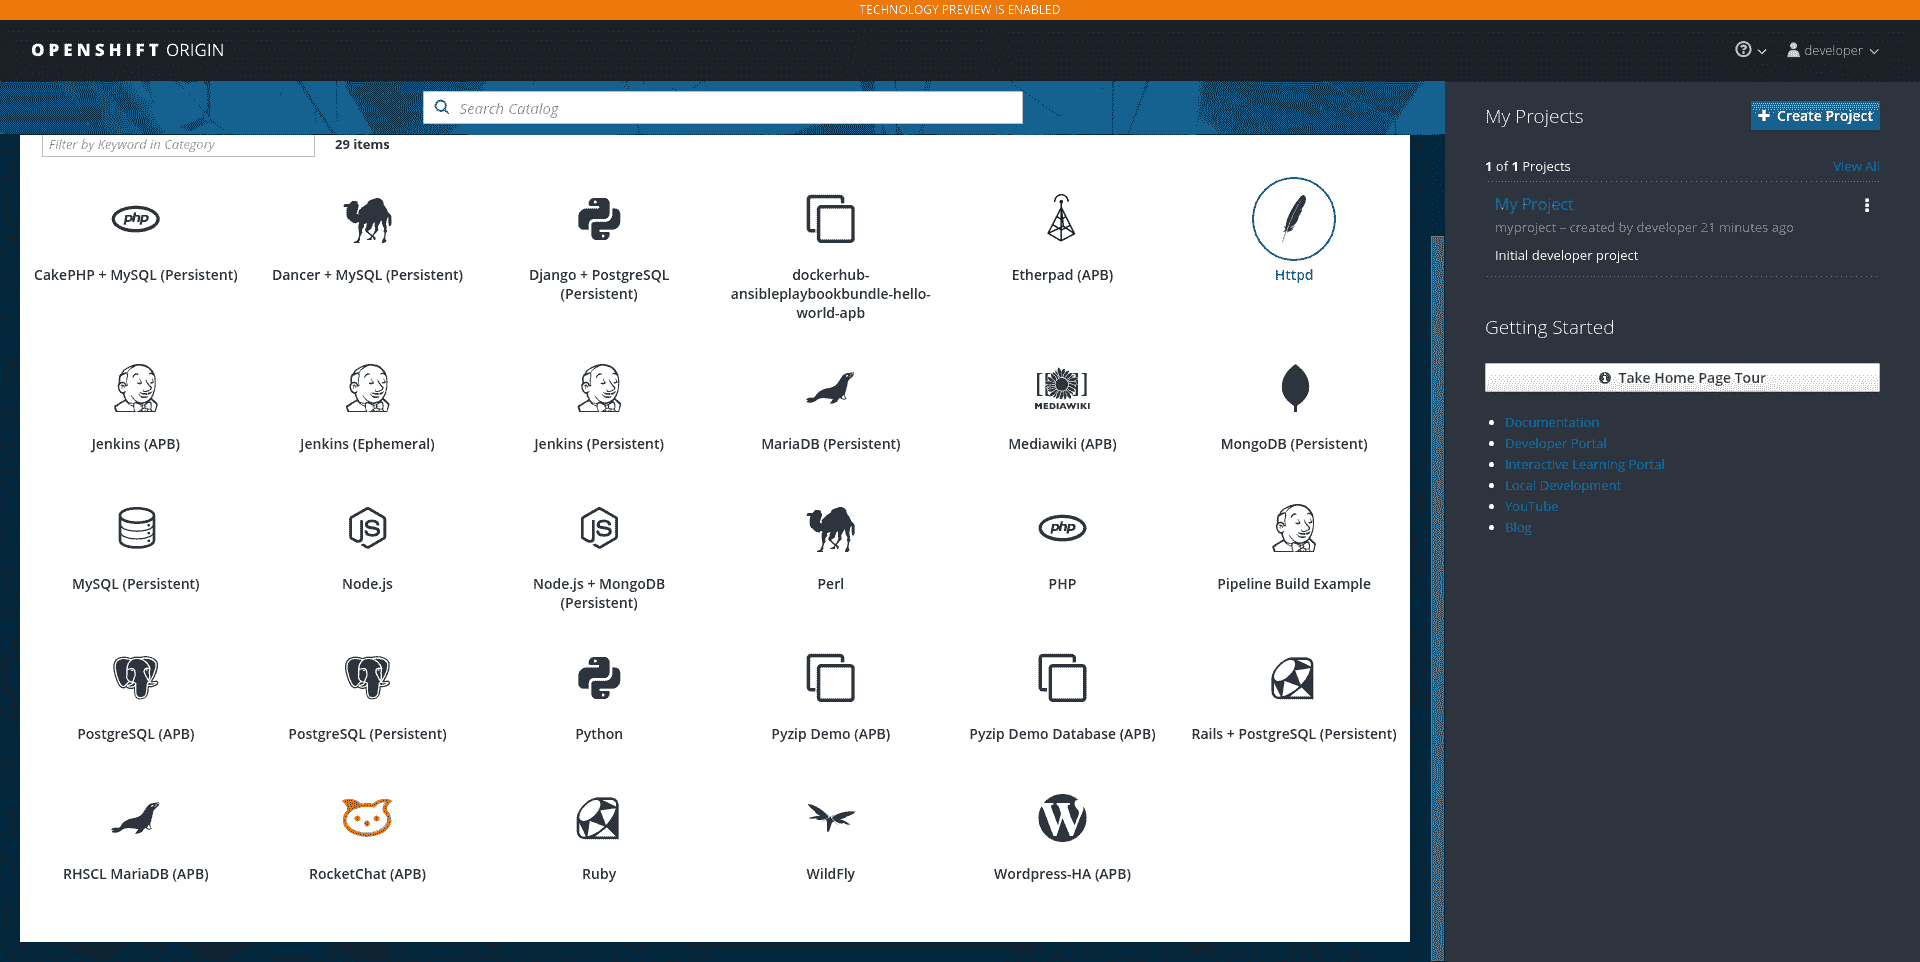 TECHNOLOGY PREVIEW IS ENABLED
OPENSHIFT ORIGIN
developer
Search Catalog
Filter by Keyword in Category
29 items
php
CakePHP + MySQL (Persistent)
Dancer + MySQL (Persistent)
Django + PostgreSQL
(Persistent)
dockerhub-
ansibleplaybookbundle-hello-
world-apb
Etherpad (APB)
Httpd
Jenkins (APB)
Jenkins (Ephemeral)
Jenkins (Persistent)
MariaDB (Persistent)
MEDIAWIKI
Mediawiki (APB)
MongoDB (Persistent)
MySQL (Persistent)
JS
Node.js
JS
Node.js + MongoDB
(Persistent)
Perl
php
PHP
Pipeline Build Example
PostgreSQL (APB)
PostgreSQL (Persistent)
Python
Pyzip Demo (APB)
Pyzip Demo Database (APB)
Rails + PostgreSQL (Persistent)
RHSCL MariaDB (APB)
RocketChat (APB)
Ruby
WildFly
W
Wordpress-HA (APB)
My Projects
Create Project
1 of 1 Projects
View All
My Project
myproject – created by developer 21 minutes ago
Initial developer project
Getting Started
Take Home Page Tour
Documentation
Developer Portal
Interactive Learning Portal
Local Development
YouTube
Blog